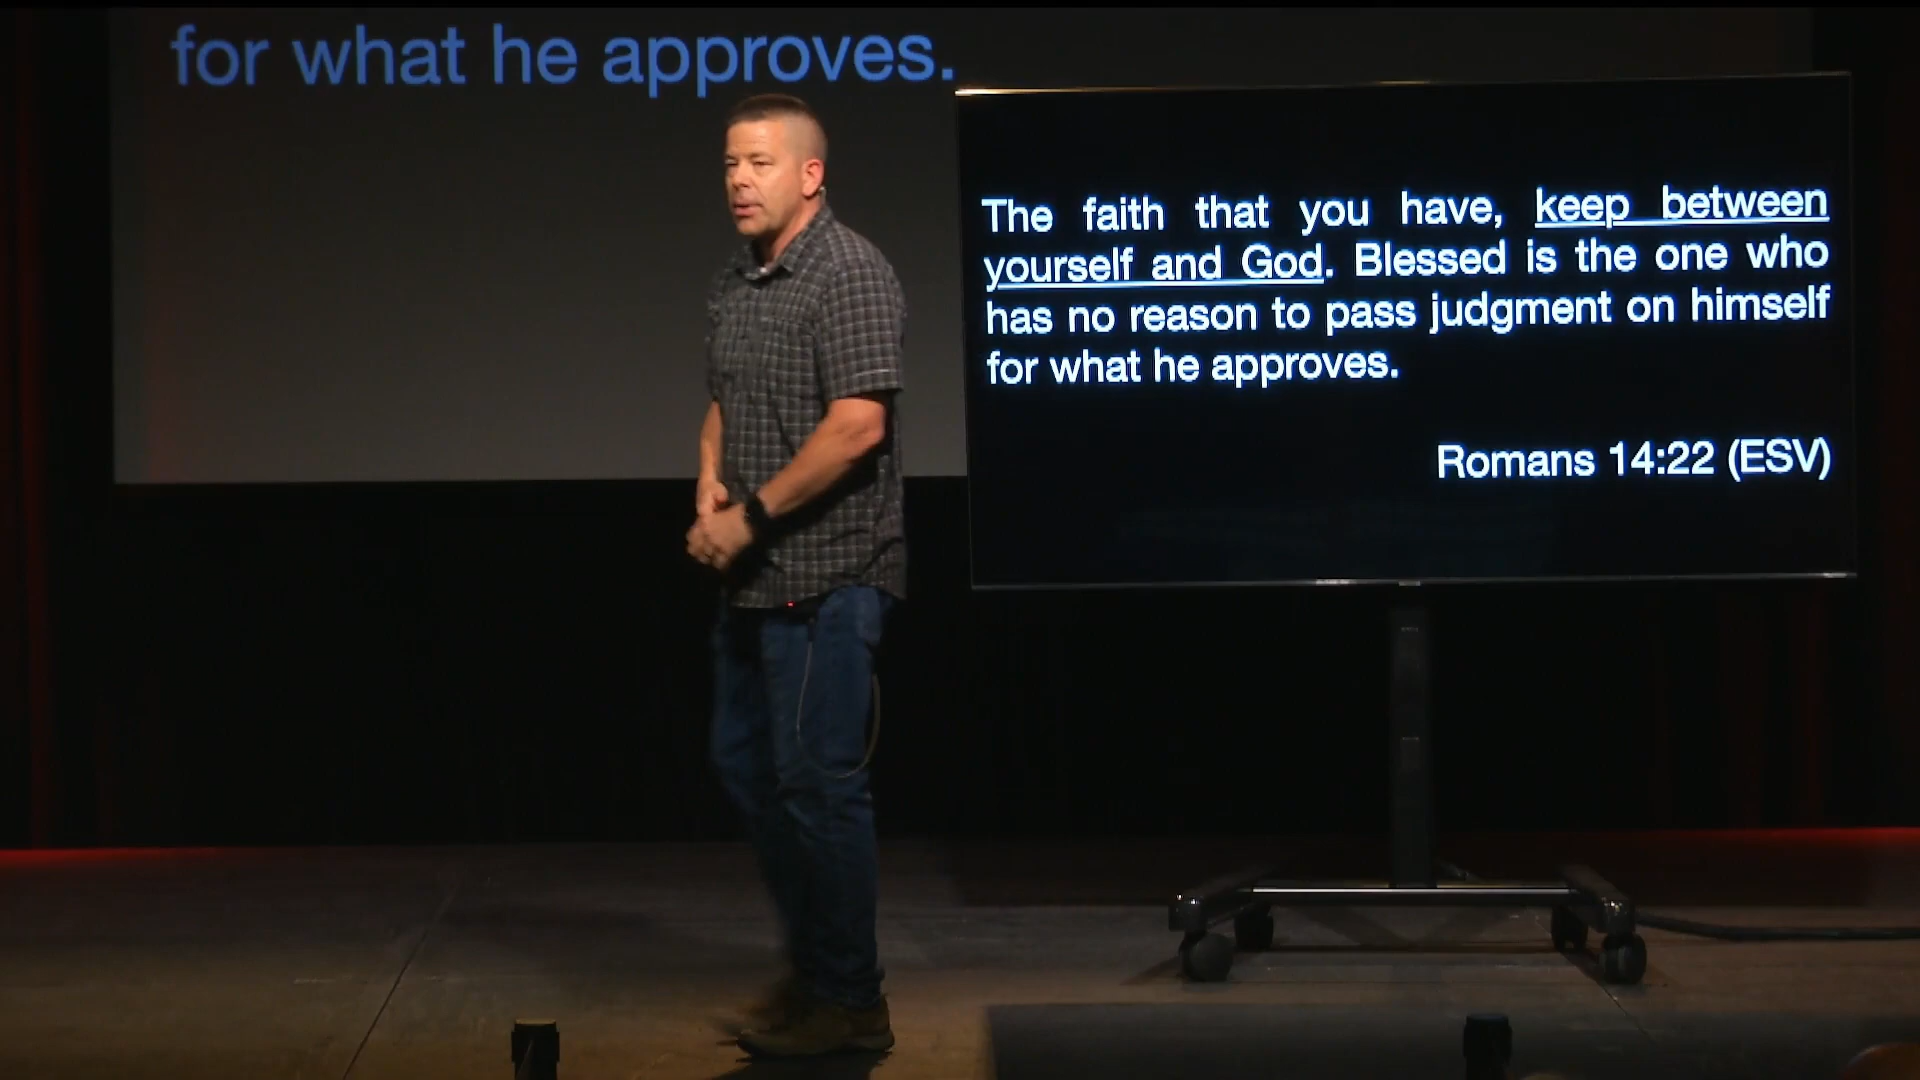 for what he approves.
The faith that you have, keep between
yourself and God. Blessed is the one who
has no reason to pass judgment on himself
for what he approves.
Romans 14:22 (ESV)